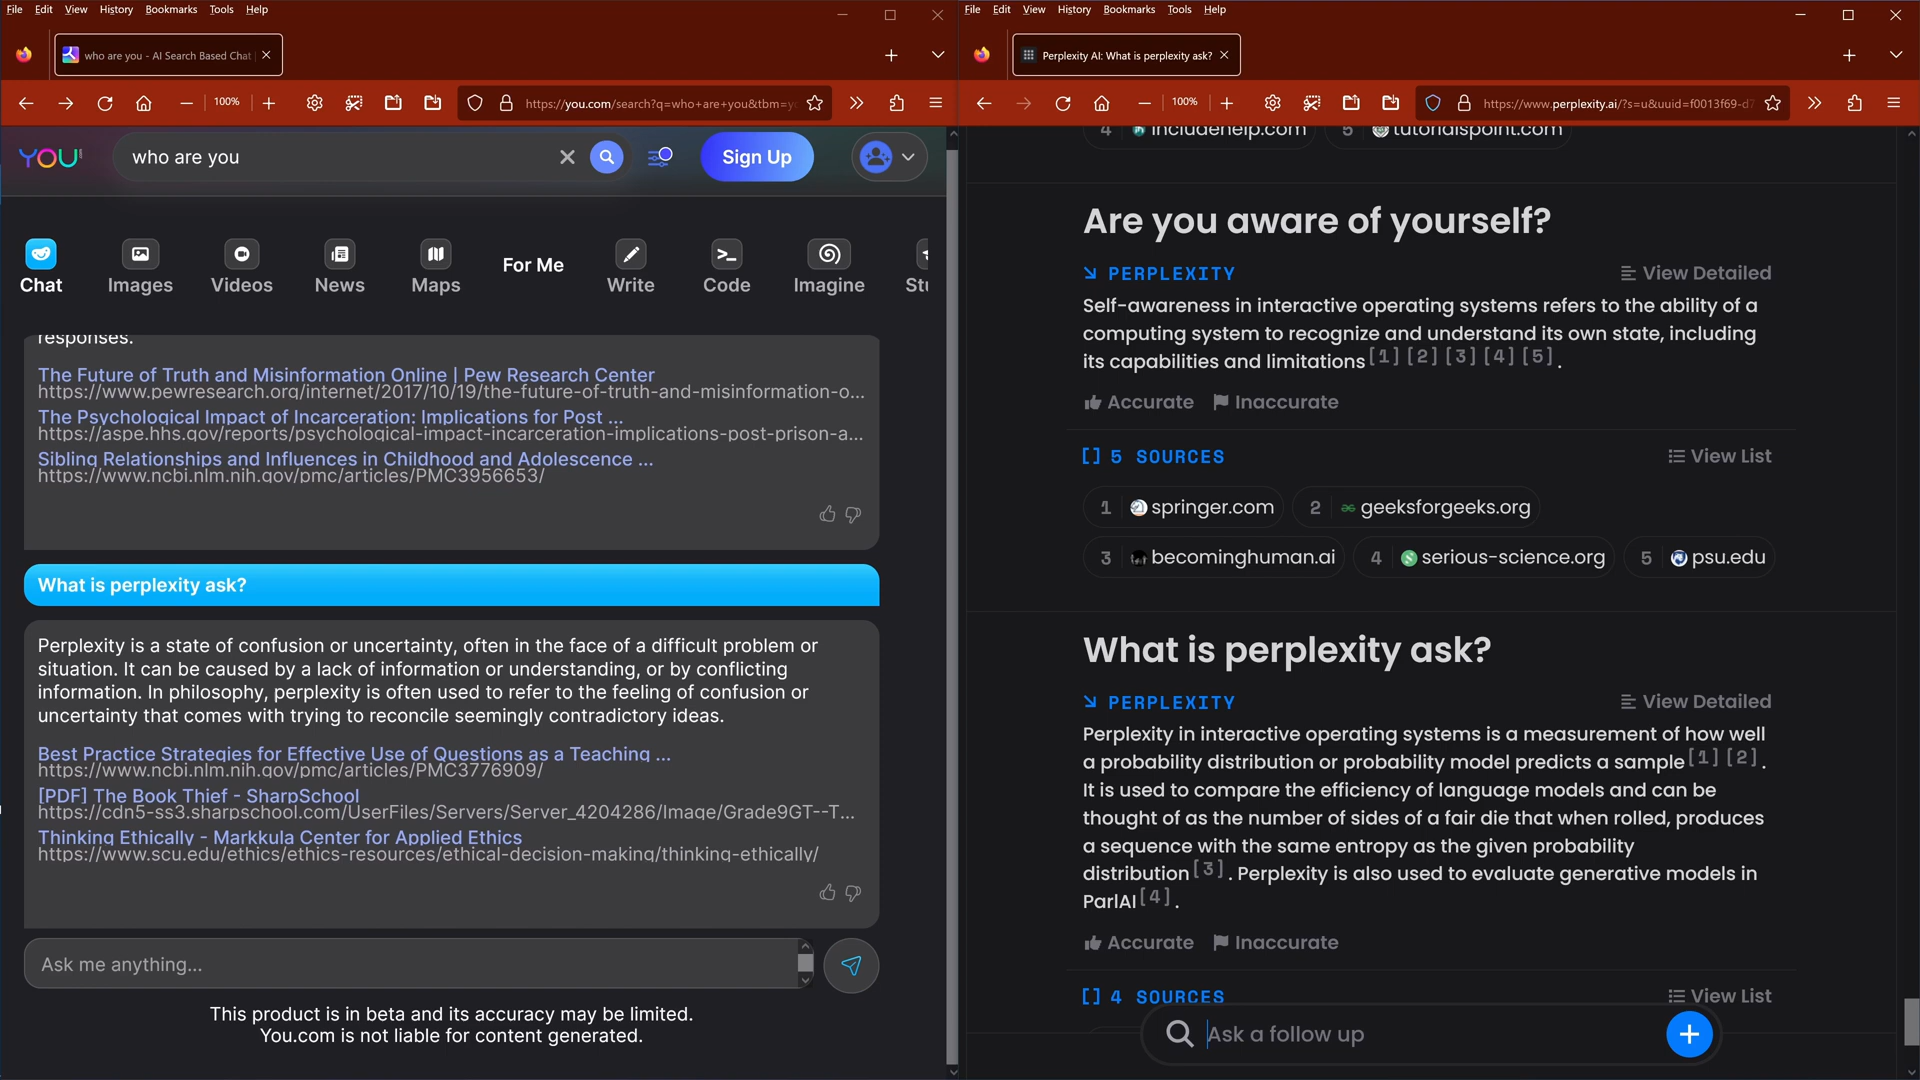 File Edit View History Bookmarks Tools Help
who are you - AI Search Based Chat
100%
https://you.com/search?q=who+are+you&tbm=yo
YOU
who are you
Sign Up
Chat
Images
Videos
News
Maps
For Me
Write
Code
Imagine
Stu
responses.
The Future of Truth and Misinformation Online | Pew Research Center
https://www.pewresearch.org/internet/2017/10/19/the-future-of-truth-and-misinformation-o...
The Psychological Impact of Incarceration: Implications for Post ...
https://aspe.hhs.gov/reports/psychological-impact-incarceration-implications-post-prison-a...
Sibling Relationships and Influences in Childhood and Adolescence ...
https://www.ncbi.nlm.nih.gov/pmc/articles/PMC3956653/
What is perplexity ask?
Perplexity is a state of confusion or uncertainty, often in the face of a difficult problem or
situation. It can be caused by a lack of information or understanding, or by conflicting
information. In philosophy, perplexity is often used to refer to the feeling of confusion or
uncertainty that comes with trying to reconcile seemingly contradictory ideas.
Best Practice Strategies for Effective Use of Questions as a Teaching ...
https://www.ncbi.nlm.nih.gov/pmc/articles/PMC3776909/
[PDF] The Book Thief - SharpSchool
https://cdn5-ss3.sharpschool.com/UserFiles/Servers/Server_4204286/Image/Grade9GT--T...
Thinking Ethically - Markkula Center for Applied Ethics
https://www.scu.edu/ethics/ethics-resources/ethical-decision-making/thinking-ethically/
Ask me anything...
This product is in beta and its accuracy may be limited.
You.com is not liable for content generated.
File Edit View History Bookmarks Tools Help
Perplexity AI: What is perplexity ask?
100%
https://www.perplexity.ai/?s=u&uuid=f0013f69-d7
4 includehelp.com 5 tutorialspoint.com
Are you aware of yourself?
PERPLEXITY View Detailed
Self-awareness in interactive operating systems refers to the ability of a
computing system to recognize and understand its own state, including
its capabilities and limitations[1][2][3][4][5].
Accurate Inaccurate
[] 5 SOURCES View List
1 springer.com 2 geeksforgeeks.org
3 becominghuman.ai 4 serious-science.org 5 psu.edu
What is perplexity ask?
PERPLEXITY View Detailed
Perplexity in interactive operating systems is a measurement of how well
a probability distribution or probability model predicts a sample[1][2].
It is used to compare the efficiency of language models and can be
thought of as the number of sides of a fair die that when rolled, produces
a sequence with the same entropy as the given probability
distribution[3]. Perplexity is also used to evaluate generative models in
ParlAI[4].
Accurate Inaccurate
[] 4 SOURCES View List
Ask a follow up